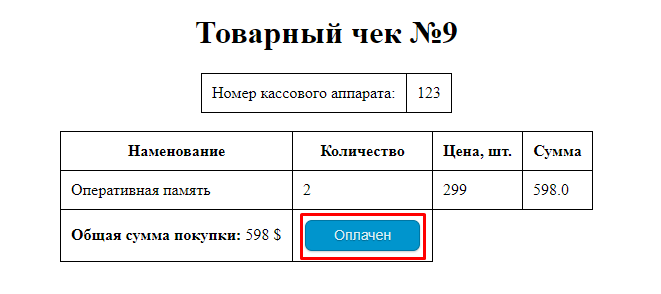 Товарный чек №9
Номер кассового аппарата: 123
Наменование Количество Цена, шт. Сумма
Оперативная память 2 299 598.0
Общая сумма покупки: 598 $ Оплачен